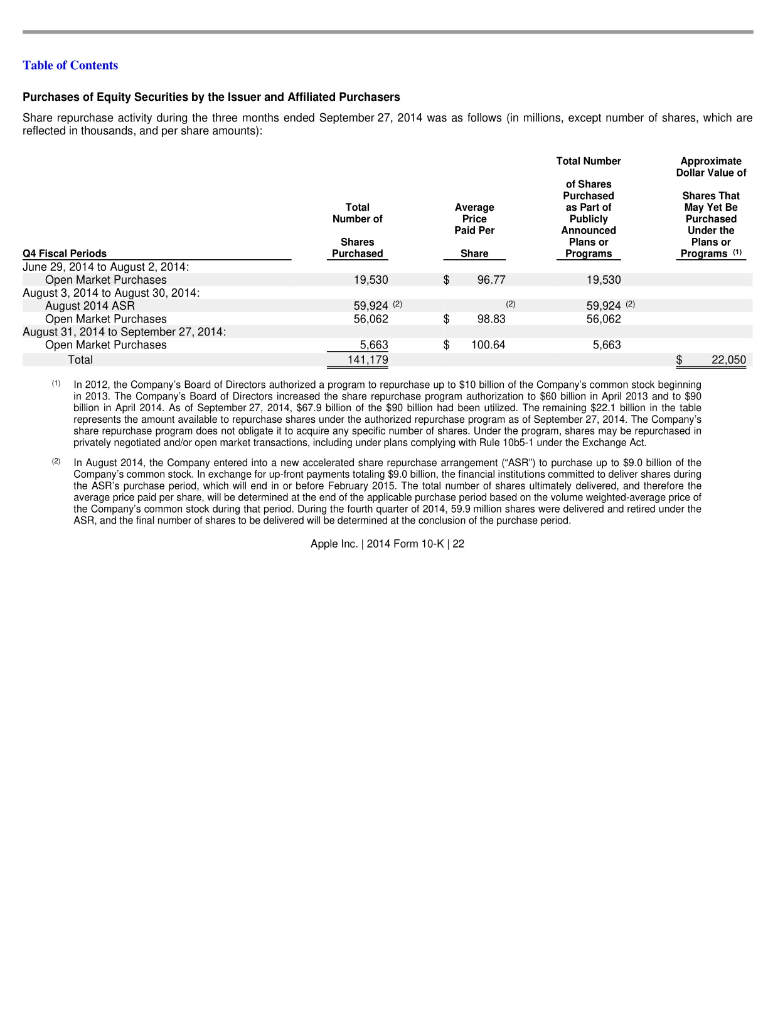 Table of Contents
Purchases of Equity Securities by the Issuer and Affiliated Purchasers
Share repurchase activity during the three months ended September 27, 2014 was as follows (in millions, except number of shares, which are
reflected in thousands, and per share amounts):
Q4 Fiscal Periods Total Number of Shares Purchased Average Price Paid Per Share Total Number of Shares Purchased as Part of Publicly Announced Plans or Programs Approximate Dollar Value of Shares That May Yet Be Purchased Under the Plans or Programs (1)
June 29, 2014 to August 2, 2014:
Open Market Purchases 19,530 $ 96.77 19,530
August 3, 2014 to August 30, 2014:
August 2014 ASR 59,924 (2) (2) 59,924 (2)
Open Market Purchases 56,062 $ 98.83 56,062
August 31, 2014 to September 27, 2014:
Open Market Purchases 5,663 $ 100.64 5,663
Total 141,179 $ 22,050
(1) In 2012, the Company's Board of Directors authorized a program to repurchase up to $10 billion of the Company's common stock beginning
in 2013. The Company's Board of Directors increased the share repurchase program authorization to $60 billion in April 2013 and to $90
billion in April 2014. As of September 27, 2014, $67.9 billion of the $90 billion had been utilized. The remaining $22.1 billion in the table
represents the amount available to repurchase shares under the authorized repurchase program as of September 27, 2014. The Company's
share repurchase program does not obligate it to acquire any specific number of shares. Under the program, shares may be repurchased in
privately negotiated and/or open market transactions, including under plans complying with Rule 10b5-1 under the Exchange Act.
(2) In August 2014, the Company entered into a new accelerated share repurchase arrangement ("ASR") to purchase up to $9.0 billion of the
Company's common stock. In exchange for up-front payments totaling $9.0 billion, the financial institutions committed to deliver shares during
the ASR's purchase period, which will end in or before February 2015. The total number of shares ultimately delivered, and therefore the
average price paid per share, will be determined at the end of the applicable purchase period based on the volume weighted-average price of
the Company's common stock during that period. During the fourth quarter of 2014, 59.9 million shares were delivered and retired under the
ASR, and the final number of shares to be delivered will be determined at the conclusion of the purchase period.
Apple Inc. | 2014 Form 10-K | 22